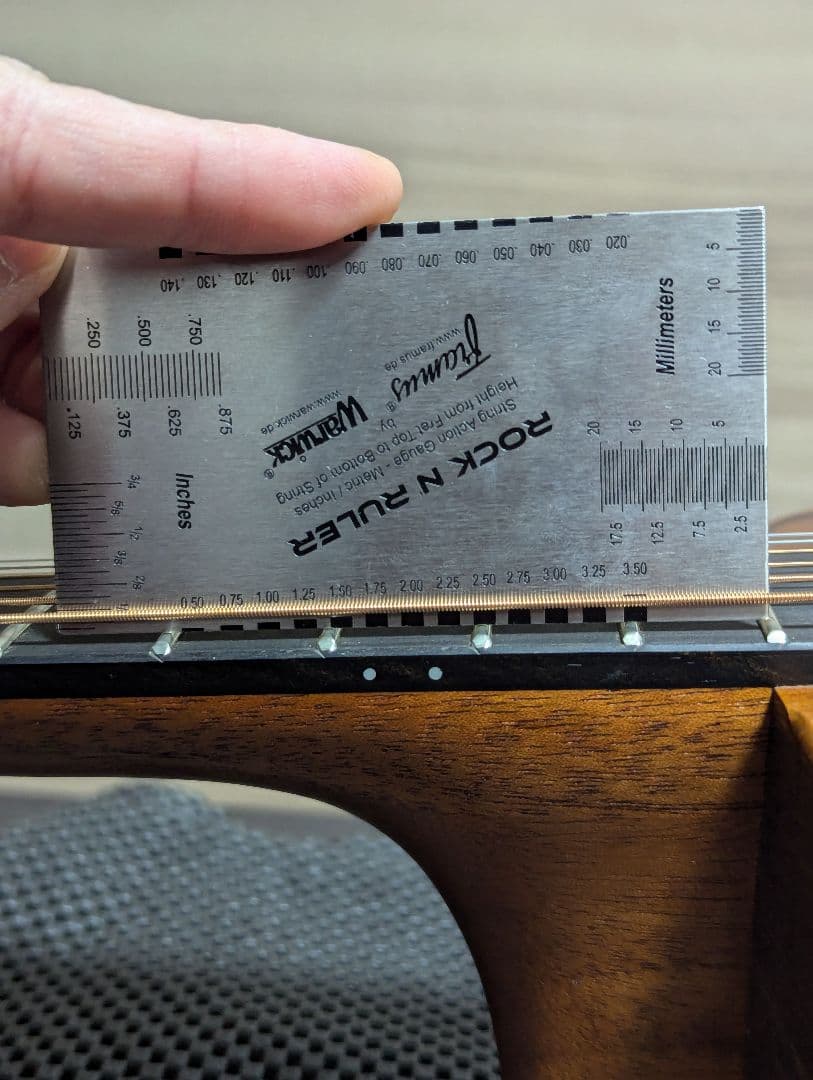 .140 .130 .120 .110 .100 .090 .080 .070 .060 .050 .040 .030 .020
.250 .500 .750
.125 .375 .625 .875
Inches
3/4
5/8
1/2
3/8
2/8
Millimeters
5
10
15
20
20 15 10 5
17.5 12.5 7.5 2.5
ROCK N RULER
String Action Gauge - Metric / Inches
Height from Fret Top to Bottom of String
Framus® by Warwick®
www.framus.de
www.warwick.de
0.50 0.75 1.00 1.25 1.50 1.75 2.00 2.25 2.50 2.75 3.00 3.25 3.50